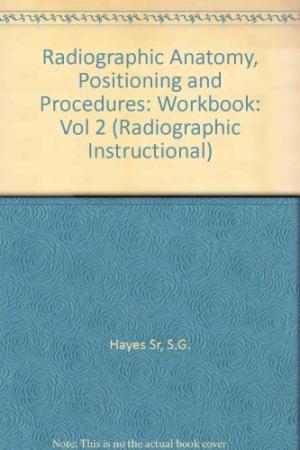 Radiographic Anatomy,
Positioning and
Procedures: Workbook:
Vol 2 (Radiographic
Instructional)
Hayes Sr, S.G.
Note: This is no the actual book cover